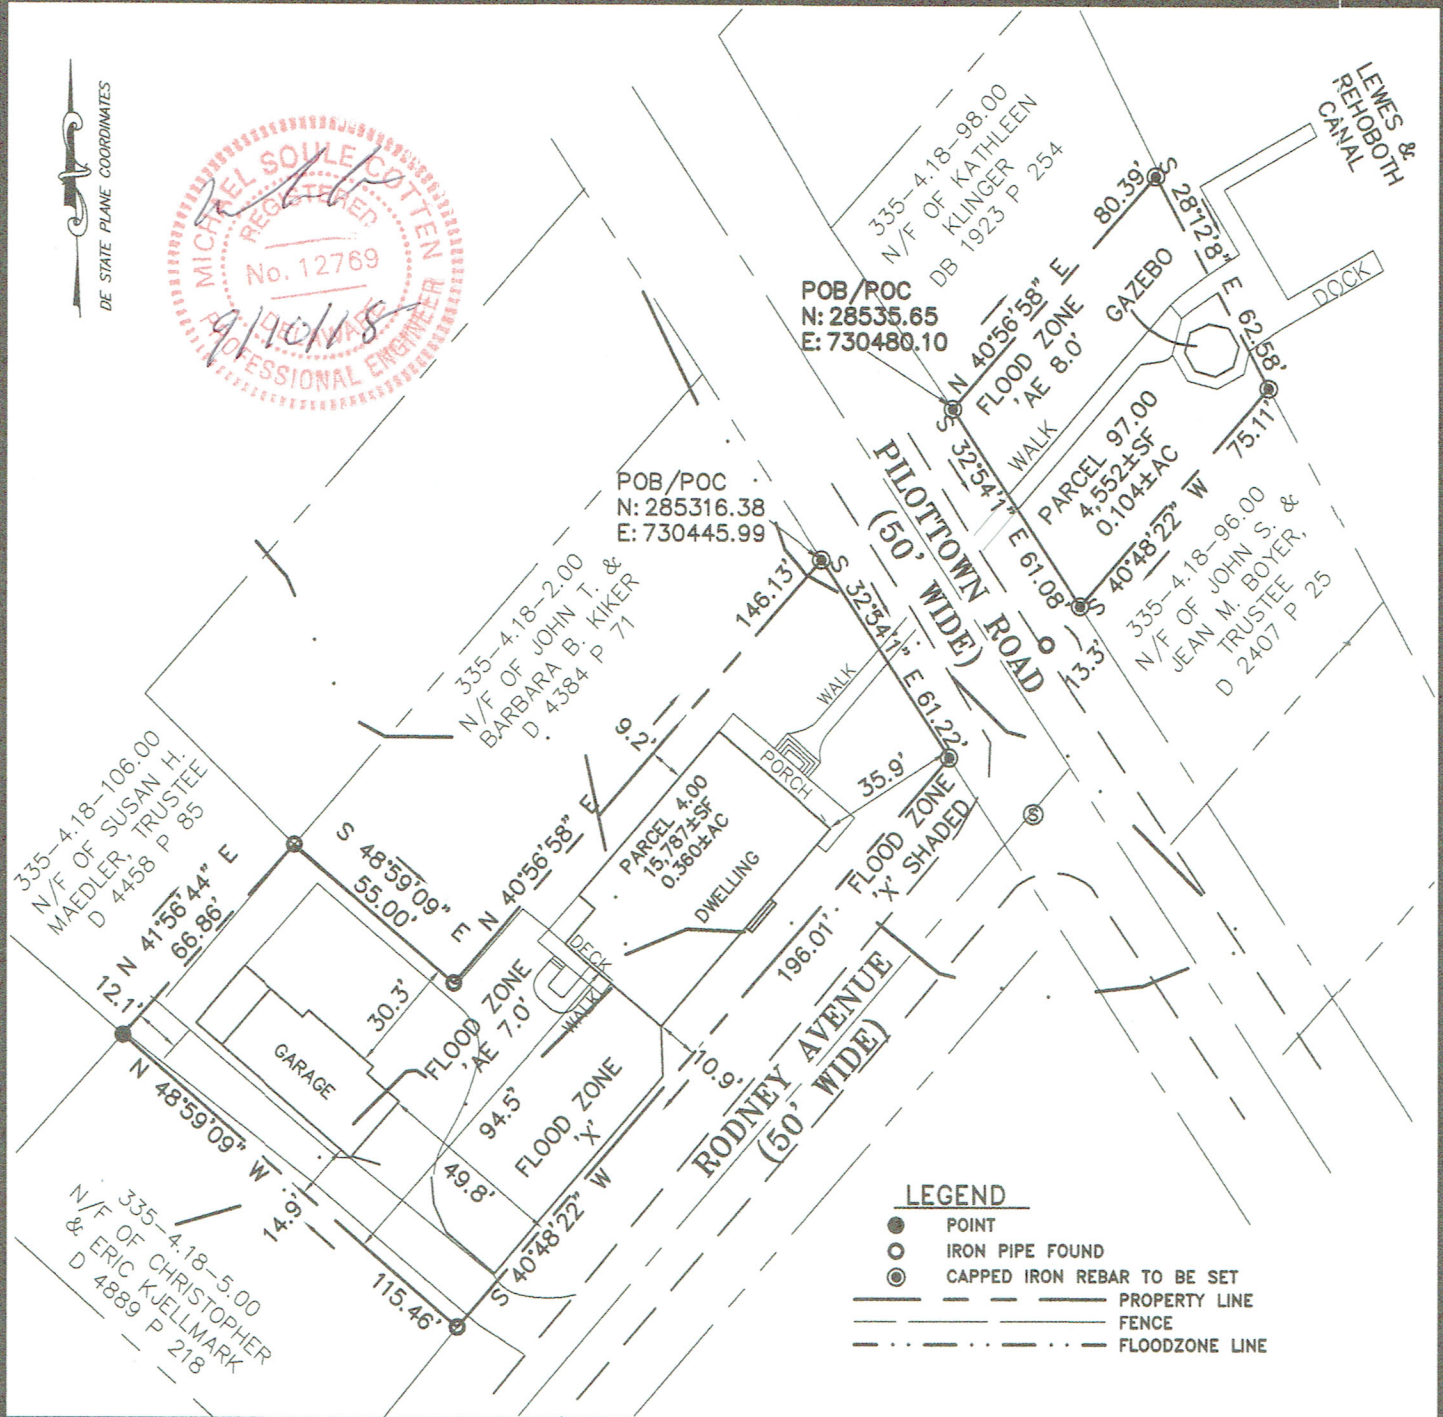 DE STATE PLANE COORDINATES
MICHAEL SOULE COTTEN
REGISTERED
No. 12769
DELAWARE
PROFESSIONAL ENGINEER
9/10/18
LEWES &
REHOBOTH
CANAL
335-4.18-98.00
N/F OF KATHLEEN
KLINGER
DB 1923 P 254
80.39'
S 28°12'8" E 62.58'
GAZEBO
DOCK
POB/POC
N: 28535.65
E: 730480.10
N 40°56'58" E
FLOOD ZONE
'AE 8.0'
WALK
PARCEL 97.00
4,552±SF
0.104±AC
75.11'
S 40°48'22" W
S 32°54'1" E 61.08'
335-4.18-96.00
N/F OF JOHN S. &
JEAN M. BOYER,
TRUSTEE
D 2407 P 25
13.3'
PILOTTOWN ROAD
(50' WIDE)
POB/POC
N: 285316.38
E: 730445.99
146.13'
S 32°54'1" E 61.22'
335-4.18-2.00
N/F OF JOHN T. &
BARBARA B. KIKER
D 4384 P 71
WALK
9.2'
PORCH
35.9'
PARCEL 4.00
15,787±SF
0.360±AC
DWELLING
FLOOD ZONE
'X' SHADED
335-4.18-106.00
N/F OF SUSAN H.
MAEDLER, TRUSTEE
D 4458 P 85
S 48°59'09" E
55.00'
N 40°56'58" E
N 41°56'44" E
66.86'
12.1'
30.3'
DECK
WALK
FLOOD ZONE
'AE 7.0'
196.01'
GARAGE
94.5'
FLOOD ZONE
'X'
10.9'
RODNEY AVENUE
(50' WIDE)
N 48°59'09" W
49.8'
14.9'
115.46'
S 40°48'22" W
335-4.18-5.00
N/F OF CHRISTOPHER
& ERIC KJELLMARK
D 4889 P 218
S
LEGEND
POINT
IRON PIPE FOUND
CAPPED IRON REBAR TO BE SET
PROPERTY LINE
FENCE
FLOODZONE LINE